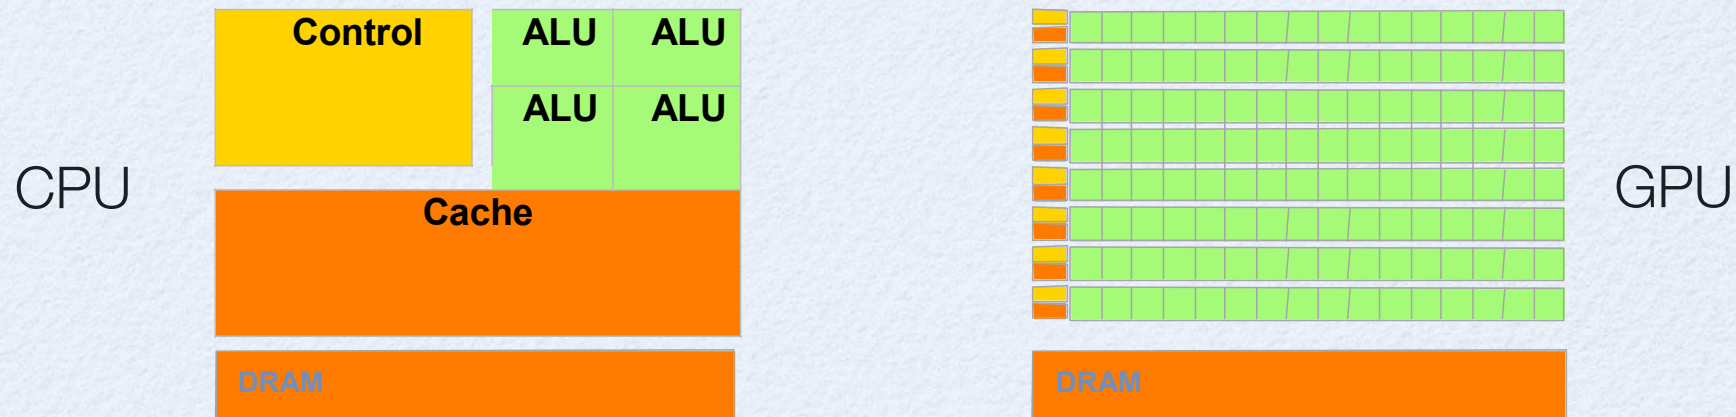 Control
ALU ALU
ALU ALU
CPU
Cache
DRAM
GPU
DRAM